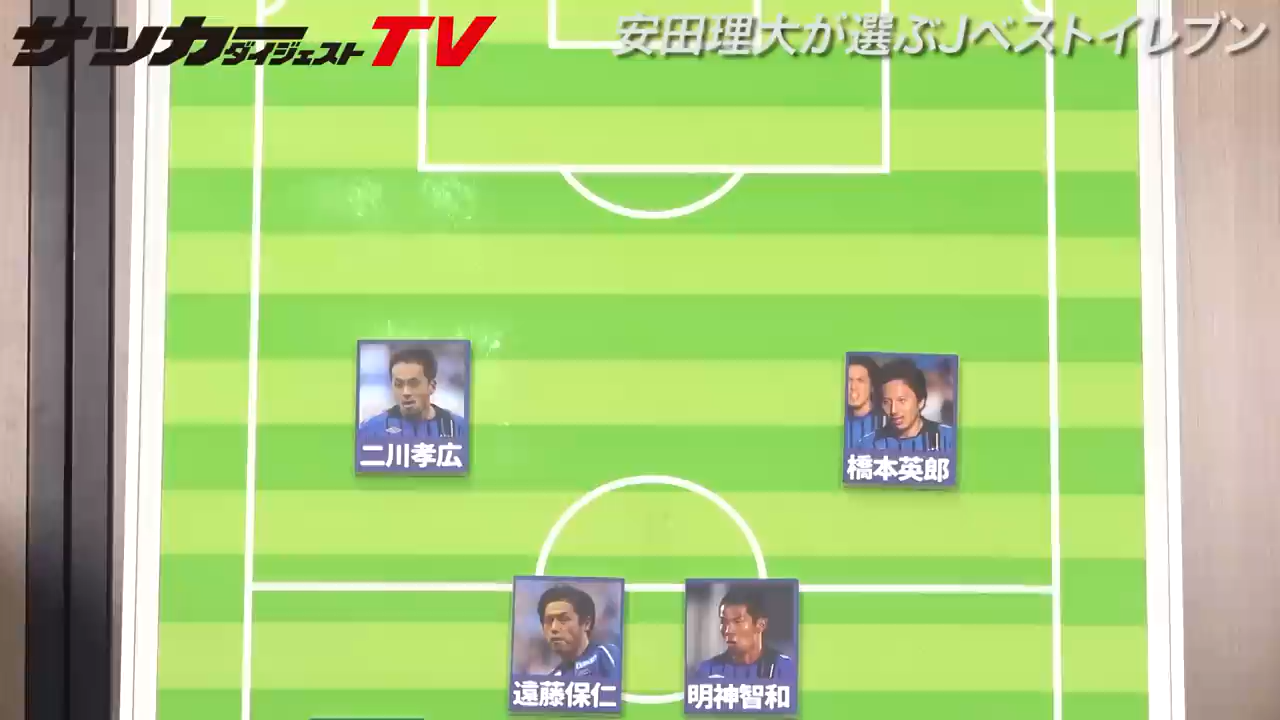 サッカーダイジェストTV
安田理大が選ぶJベストイレブン
二川孝広
橋本英郎
遠藤保仁
明神智和